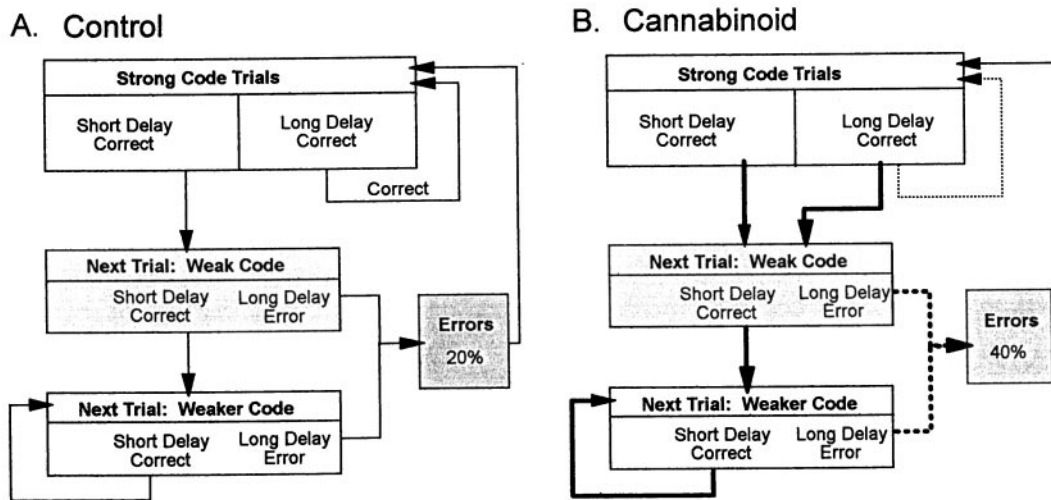 A. Control
Strong Code Trials
Short Delay
Correct
Long Delay
Correct
Correct
Next Trial: Weak Code
Short Delay
Correct
Long Delay
Error
Errors
20%
Next Trial: Weaker Code
Short Delay
Correct
Long Delay
Error
B. Cannabinoid
Strong Code Trials
Short Delay
Correct
Long Delay
Correct
Next Trial: Weak Code
Short Delay
Correct
Long Delay
Error
Errors
40%
Next Trial: Weaker Code
Short Delay
Correct
Long Delay
Error